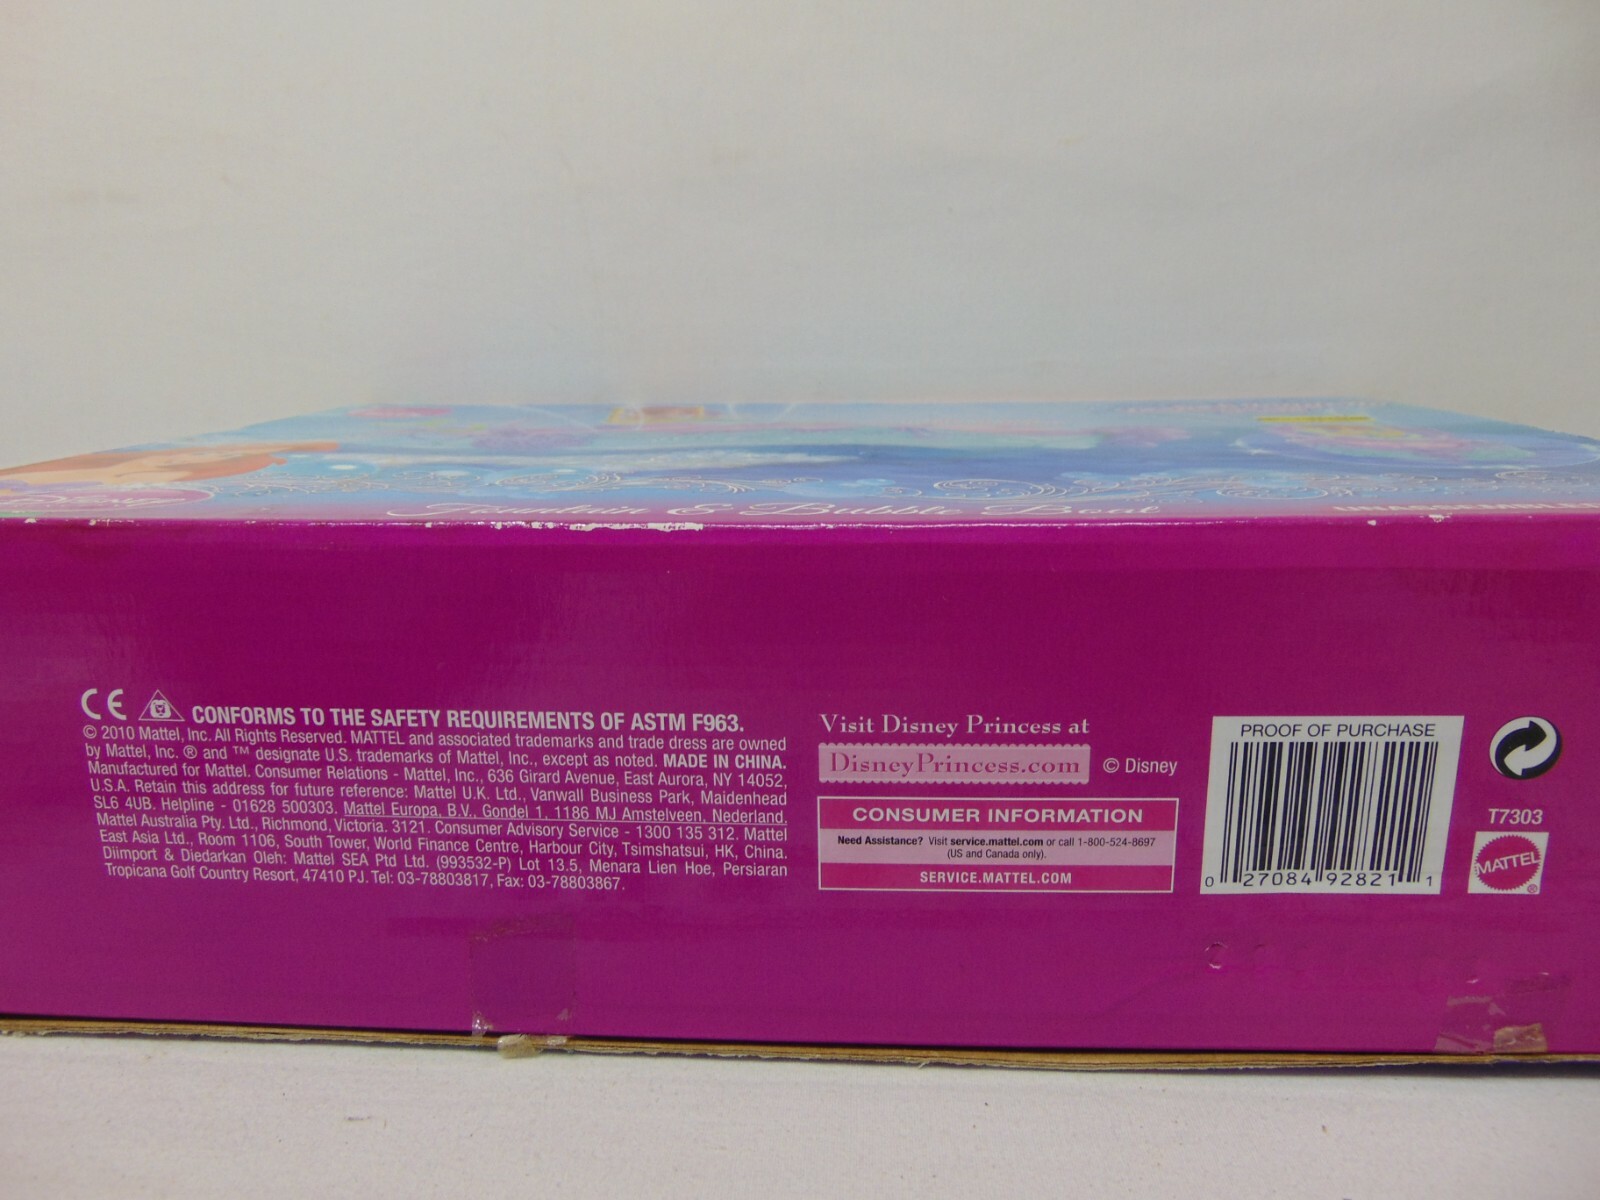 Disney
Fountain & Bubble Boat
CE CONFORMS TO THE SAFETY REQUIREMENTS OF ASTM F963.
© 2010 Mattel, Inc. All Rights Reserved. MATTEL and associated trademarks and trade dress are owned
by Mattel, Inc. ® and ™ designate U.S. trademarks of Mattel, Inc., except as noted. MADE IN CHINA.
Manufactured for Mattel. Consumer Relations - Mattel, Inc., 636 Girard Avenue, East Aurora, NY 14052,
U.S.A. Retain this address for future reference: Mattel U.K. Ltd., Vanwall Business Park, Maidenhead
SL6 4UB. Helpline - 01628 500303. Mattel Europa, B.V., Gondel 1, 1186 MJ Amstelveen, Nederland.
Mattel Australia Pty. Ltd., Richmond, Victoria. 3121. Consumer Advisory Service - 1300 135 312. Mattel
East Asia Ltd., Room 1106, South Tower, World Finance Centre, Harbour City, Tsimshatsui, HK, China.
Diimport & Diedarkan Oleh: Mattel SEA Ptd Ltd. (993532-P) Lot 13.5, Menara Lien Hoe, Persiaran
Tropicana Golf Country Resort, 47410 PJ. Tel: 03-78803817, Fax: 03-78803867.
Visit Disney Princess at
DisneyPrincess.com © Disney
CONSUMER INFORMATION
Need Assistance? Visit service.mattel.com or call 1-800-524-8697
(US and Canada only).
SERVICE.MATTEL.COM
PROOF OF PURCHASE
0 27084 92821 1
T7303
MATTEL ®